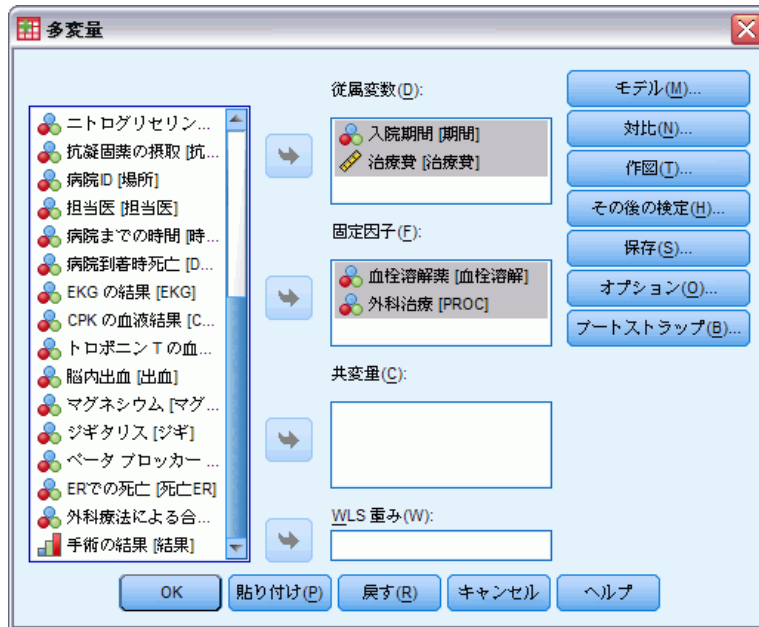 多変量
ニトログリセリン...
抗凝固薬の摂取 [抗...
病院ID [場所]
担当医 [担当医]
病院までの時間 [時...
病院到着時死亡 [D...
EKG の結果 [EKG]
CPK の血液結果 [C...
トロポニン T の血...
脳内出血 [出血]
マグネシウム [マグ...
ジギタリス [ジギ]
ベータ ブロッカー ...
ERでの死亡 [死亡ER]
外科療法による合...
手術の結果 [結果]
従属変数(D):
入院期間 [期間]
治療費 [治療費]
固定因子(F):
血栓溶解薬 [血栓溶解]
外科治療 [PROC]
共変量(C):
WLS 重み(W):
モデル(M)...
対比(N)...
作図(T)...
その後の検定(H)...
保存(S)...
オプション(O)...
ブートストラップ(B)...
OK
貼り付け(P)
戻す(R)
キャンセル
ヘルプ